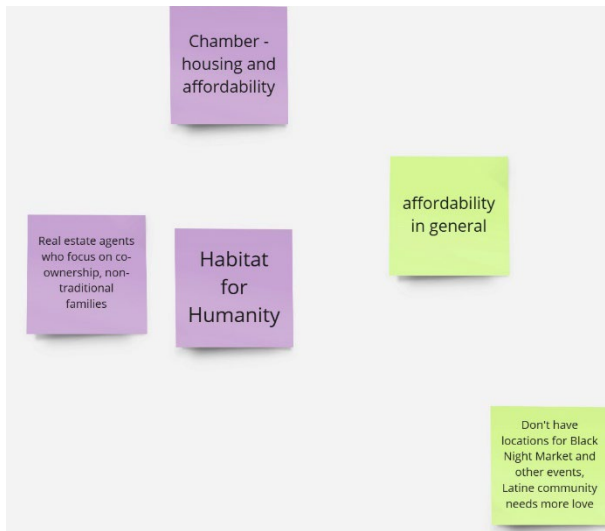 Chamber -
housing and
affordability
affordability
in general
Real estate agents
who focus on co-
ownership, non-
traditional
families
Habitat
for
Humanity
Don't have
locations for Black
Night Market and
other events,
Latine community
needs more love